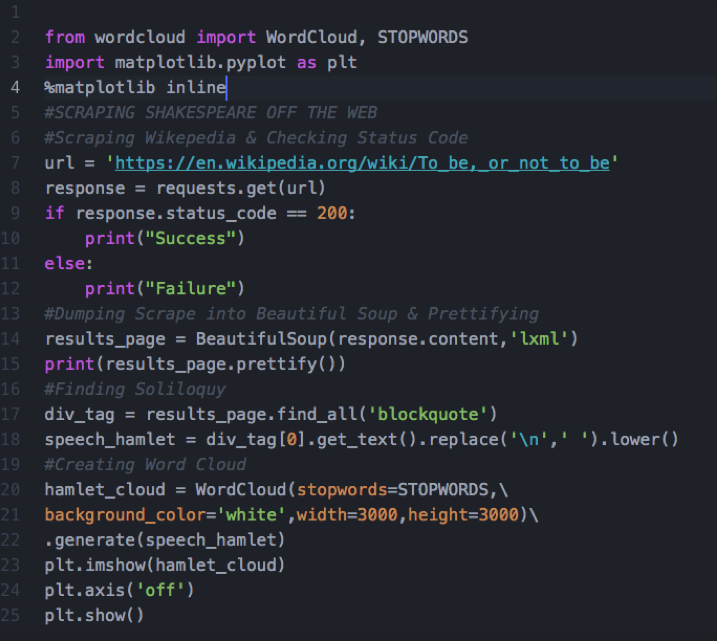 1
2 from wordcloud import WordCloud, STOPWORDS
3 import matplotlib.pyplot as plt
4 %matplotlib inline
5 #SCRAPING SHAKESPEARE OFF THE WEB
6 #Scraping Wikepedia & Checking Status Code
7 url = 'https://en.wikipedia.org/wiki/To_be,_or_not_to_be'
8 response = requests.get(url)
9 if response.status_code == 200:
10     print("Success")
11 else:
12     print("Failure")
13 #Dumping Scrape into Beautiful Soup & Prettifying
14 results_page = BeautifulSoup(response.content,'lxml')
15 print(results_page.prettify())
16 #Finding Soliloquy
17 div_tag = results_page.find_all('blockquote')
18 speech_hamlet = div_tag[0].get_text().replace('\n',' ').lower()
19 #Creating Word Cloud
20 hamlet_cloud = WordCloud(stopwords=STOPWORDS,\
21 background_color='white',width=3000,height=3000)\
22 .generate(speech_hamlet)
23 plt.imshow(hamlet_cloud)
24 plt.axis('off')
25 plt.show()